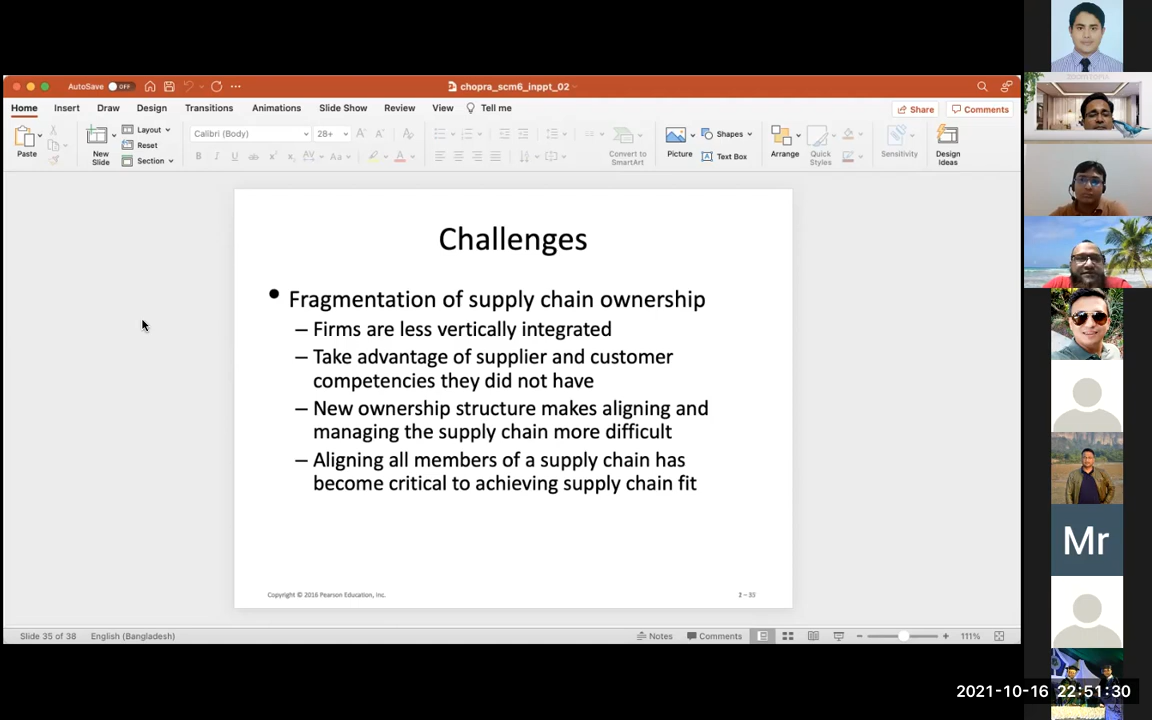 AutoSave OFF
chopra_scm6_inppt_02
Home Insert Draw Design Transitions Animations Slide Show Review View Tell me
Share Comments
Paste
New Slide
Layout
Reset
Section
Calibri (Body) 28+
Convert to SmartArt
Picture
Shapes
Text Box
Arrange
Quick Styles
Sensitivity
Design Ideas
Challenges
• Fragmentation of supply chain ownership
– Firms are less vertically integrated
– Take advantage of supplier and customer
competencies they did not have
– New ownership structure makes aligning and
managing the supply chain more difficult
– Aligning all members of a supply chain has
become critical to achieving supply chain fit
Copyright © 2016 Pearson Education, Inc.
2 – 35
Slide 35 of 38 English (Bangladesh)
Notes Comments 111%
Mr
2021-10-16 22:51:30